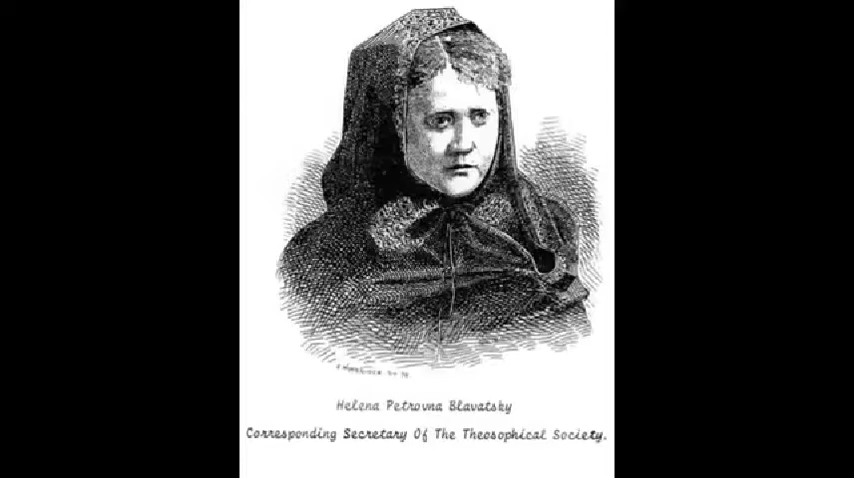 Helena Petrovna Blavatsky
Corresponding Secretary Of The Theosophical Society.